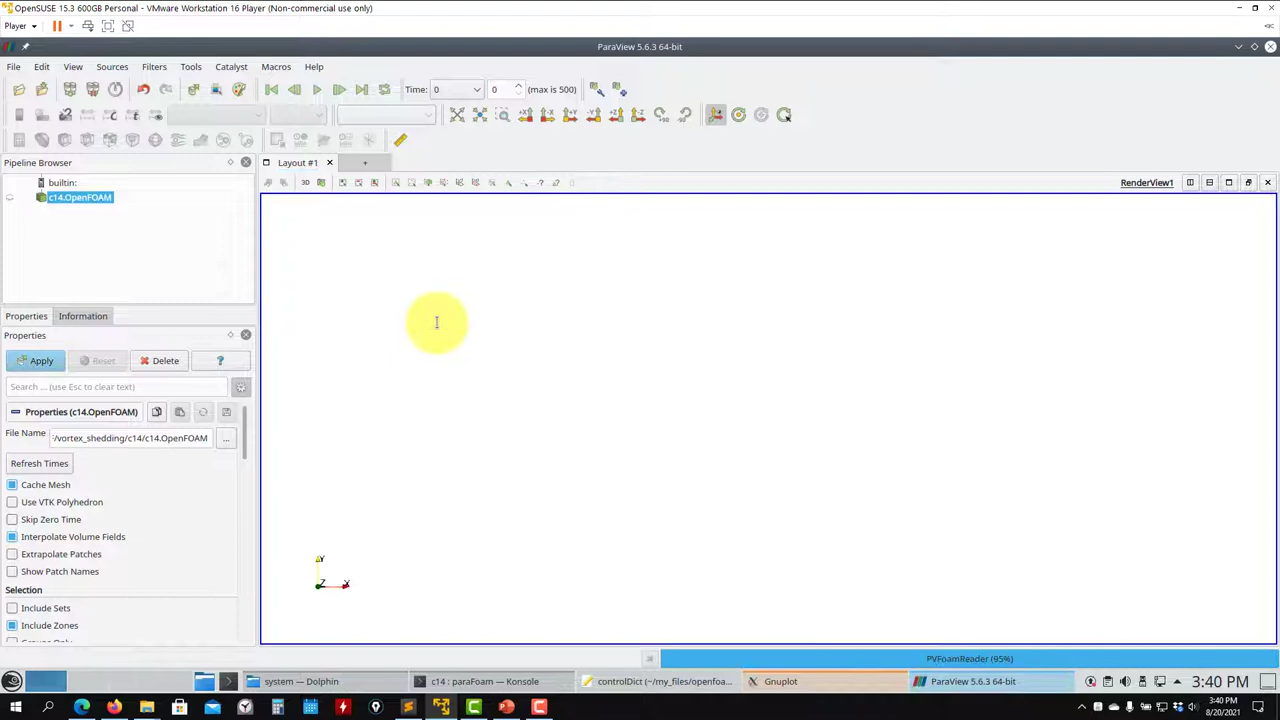 OpenSUSE 15.3 600GB Personal - VMware Workstation 16 Player (Non-commercial use only)
Player
ParaView 5.6.3 64-bit
File Edit View Sources Filters Tools Catalyst Macros Help
Time: 0 0 (max is 500)
+X -X +Y -Y +Z -Z +90 -90
Pipeline Browser
Layout #1
+
builtin:
c14.OpenFOAM
3D
RenderView1
Properties Information
Properties
Apply Reset Delete ?
Search ... (use Esc to clear text)
Properties (c14.OpenFOAM)
File Name
'/vortex_shedding/c14/c14.OpenFOAM
...
Refresh Times
Cache Mesh
Use VTK Polyhedron
Skip Zero Time
Interpolate Volume Fields
Extrapolate Patches
Show Patch Names
Selection
Include Sets
Include Zones
Groups Only
Y
Z X
PVFoamReader (95%)
system — Dolphin
c14 : paraFoam — Konsole
controlDict (~/my_files/openfoa...
Gnuplot
ParaView 5.6.3 64-bit
3:40 PM
3:40 PM
8/20/2021